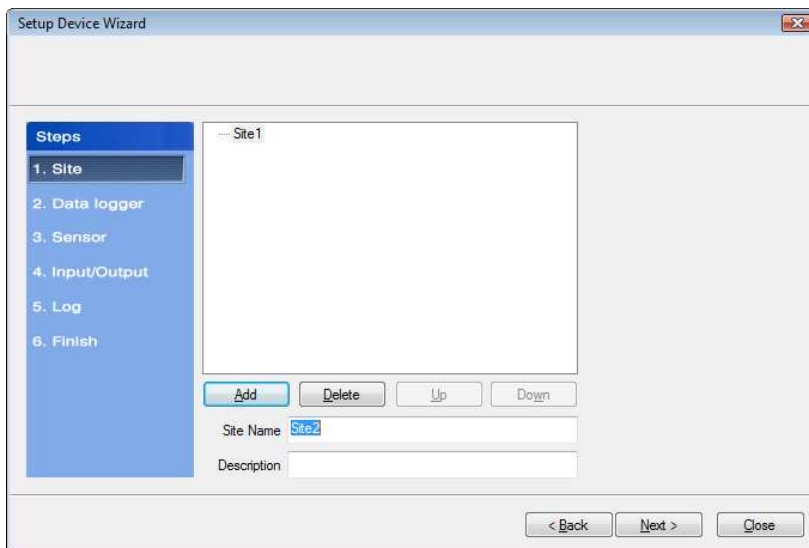 Setup Device Wizard
Steps
1. Site
2. Data logger
3. Sensor
4. Input/Output
5. Log
6. Finish
Site1
Add Delete Up Down
Site Name Site2
Description
< Back Next > Close